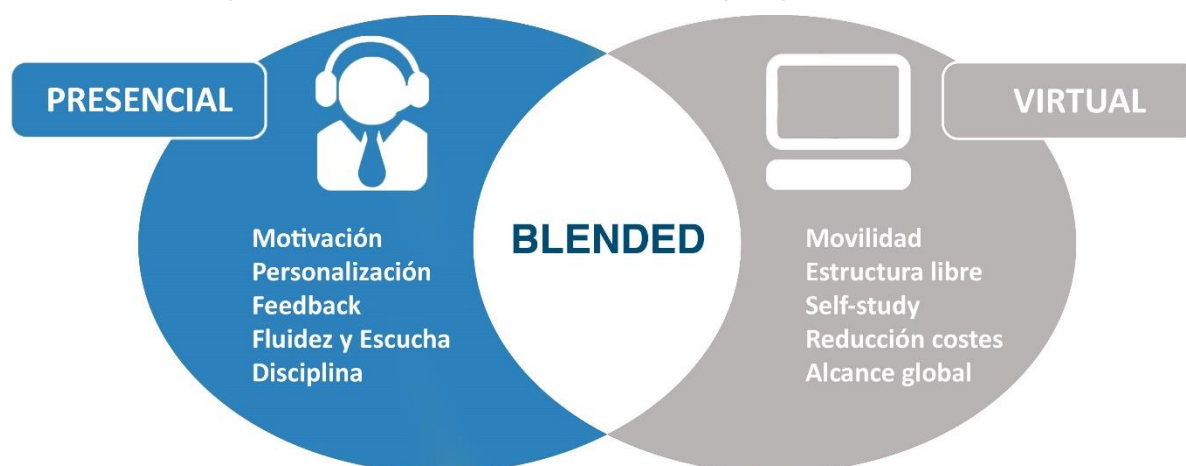 PRESENCIAL
VIRTUAL
BLENDED
Motivación
Personalización
Feedback
Fluidez y Escucha
Disciplina
Movilidad
Estructura libre
Self-study
Reducción costes
Alcance global